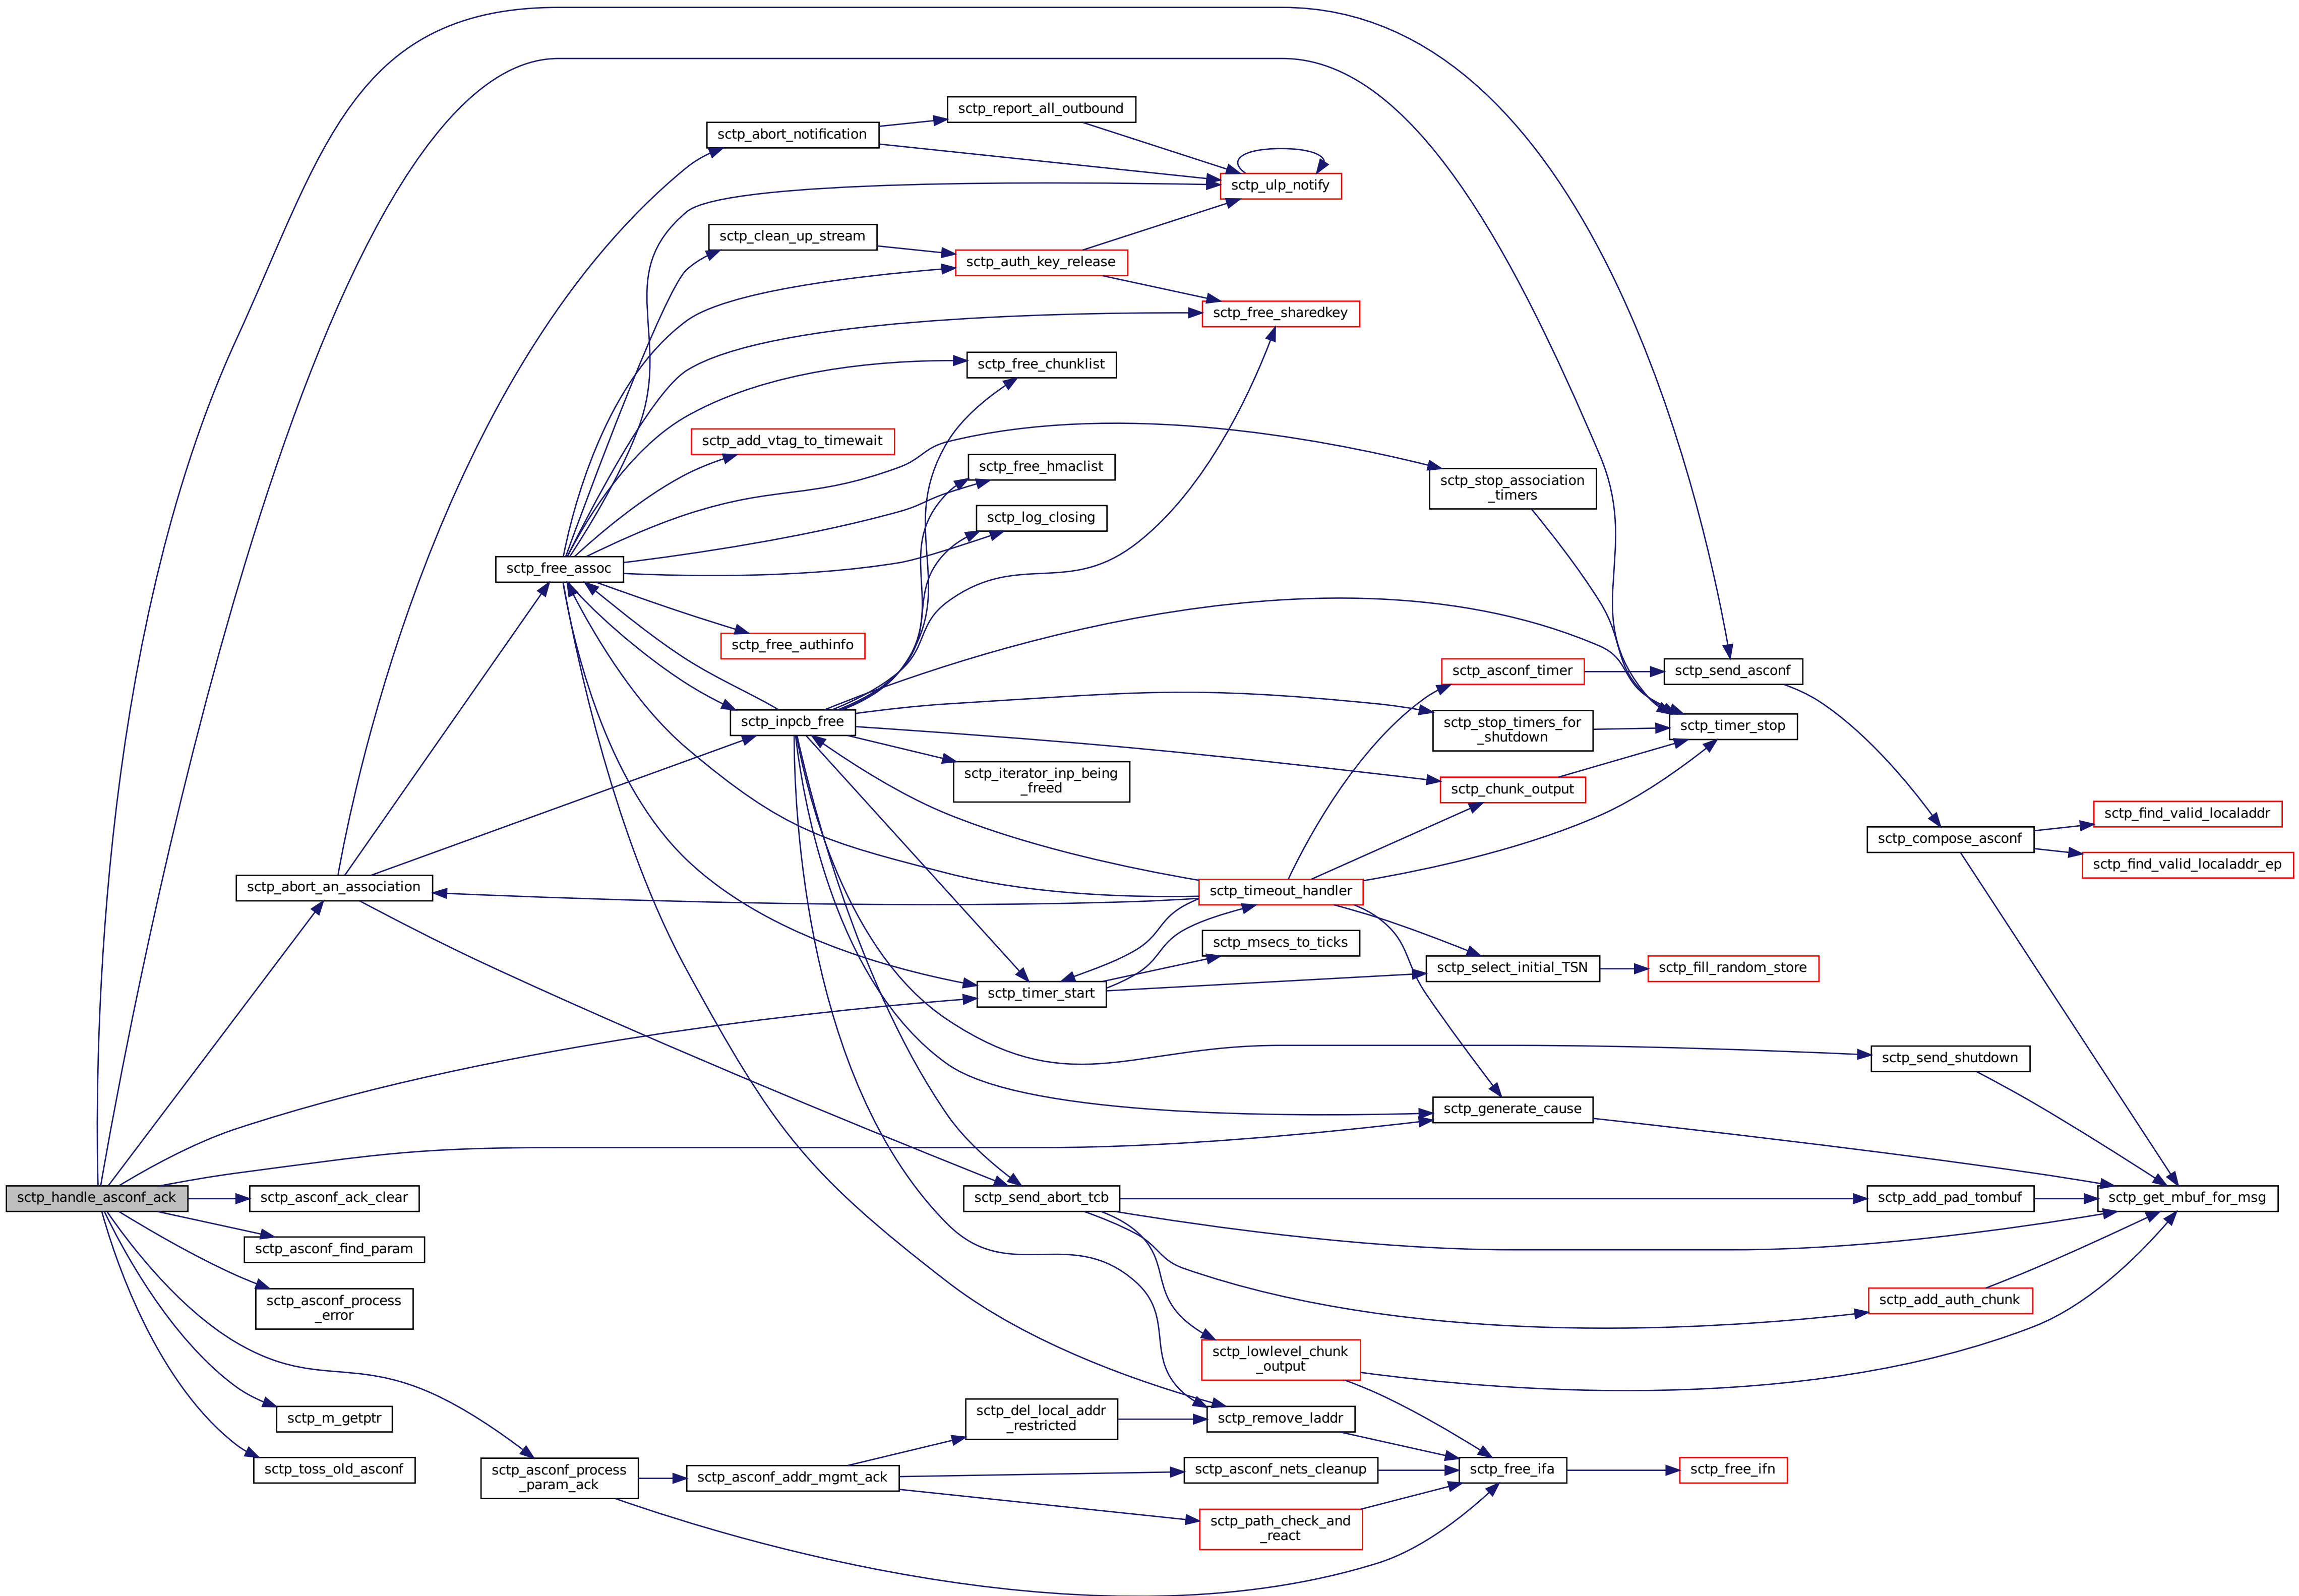 sctp_report_all_outbound
sctp_abort_notification
sctp_ulp_notify
sctp_clean_up_stream
sctp_auth_key_release
sctp_free_sharedkey
sctp_free_chunklist
sctp_add_vtag_to_timewait
sctp_free_hmaclist
sctp_stop_association
_timers
sctp_log_closing
sctp_free_assoc
sctp_free_authinfo
sctp_asconf_timer
sctp_send_asconf
sctp_inpcb_free
sctp_stop_timers_for
_shutdown
sctp_timer_stop
sctp_iterator_inp_being
_freed
sctp_chunk_output
sctp_find_valid_localaddr
sctp_compose_asconf
sctp_find_valid_localaddr_ep
sctp_abort_an_association
sctp_timeout_handler
sctp_msecs_to_ticks
sctp_select_initial_TSN
sctp_fill_random_store
sctp_timer_start
sctp_send_shutdown
sctp_generate_cause
sctp_handle_asconf_ack
sctp_asconf_ack_clear
sctp_send_abort_tcb
sctp_add_pad_tombuf
sctp_get_mbuf_for_msg
sctp_asconf_find_param
sctp_asconf_process
_error
sctp_add_auth_chunk
sctp_lowlevel_chunk
_output
sctp_m_getptr
sctp_del_local_addr
_restricted
sctp_remove_laddr
sctp_toss_old_asconf
sctp_asconf_process
_param_ack
sctp_asconf_addr_mgmt_ack
sctp_asconf_nets_cleanup
sctp_free_ifa
sctp_free_ifn
sctp_path_check_and
_react